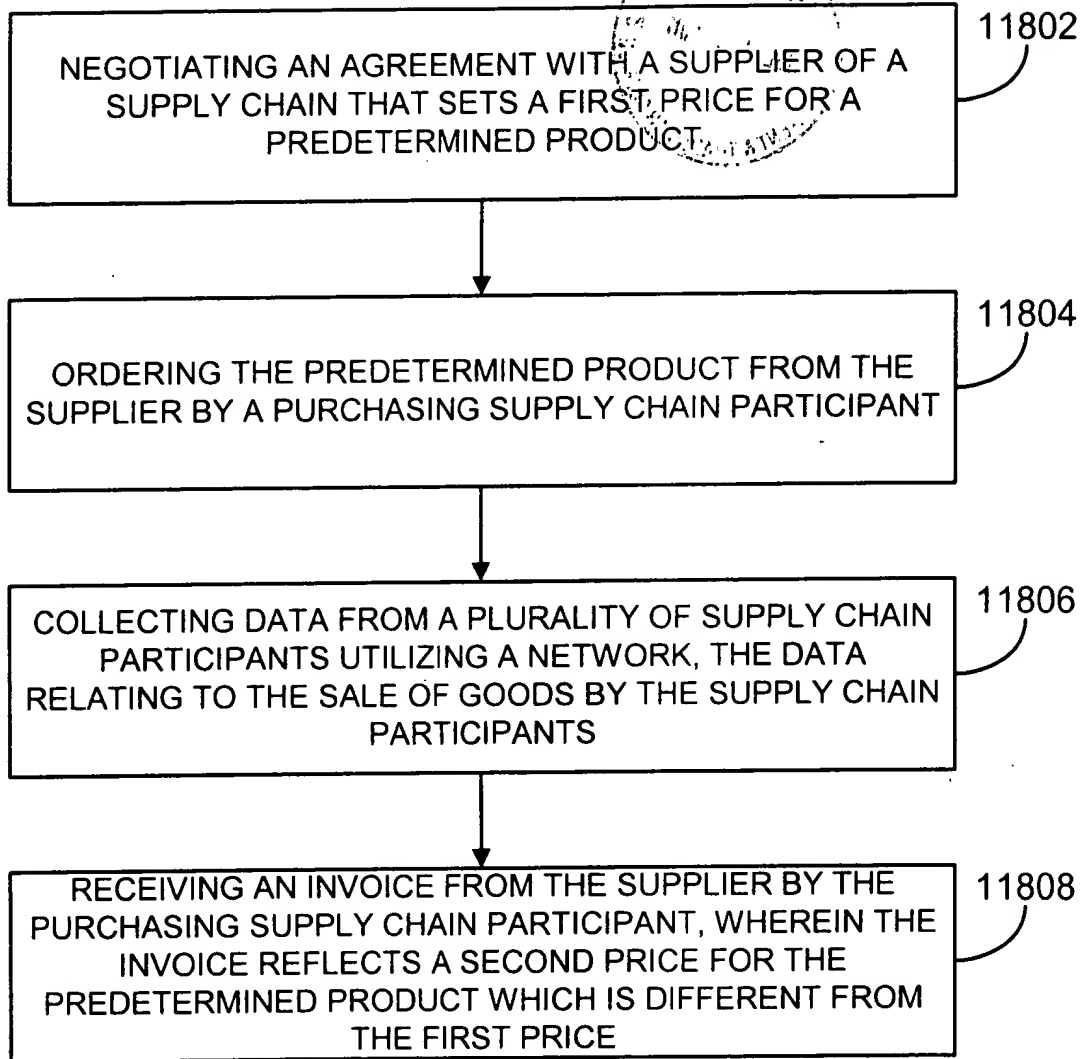 11802
NEGOTIATING AN AGREEMENT WITH A SUPPLIER OF A
SUPPLY CHAIN THAT SETS A FIRST PRICE FOR A
PREDETERMINED PRODUCT
11804
ORDERING THE PREDETERMINED PRODUCT FROM THE
SUPPLIER BY A PURCHASING SUPPLY CHAIN PARTICIPANT
11806
COLLECTING DATA FROM A PLURALITY OF SUPPLY CHAIN
PARTICIPANTS UTILIZING A NETWORK, THE DATA
RELATING TO THE SALE OF GOODS BY THE SUPPLY CHAIN
PARTICIPANTS
11808
RECEIVING AN INVOICE FROM THE SUPPLIER BY THE
PURCHASING SUPPLY CHAIN PARTICIPANT, WHEREIN THE
INVOICE REFLECTS A SECOND PRICE FOR THE
PREDETERMINED PRODUCT WHICH IS DIFFERENT FROM
THE FIRST PRICE